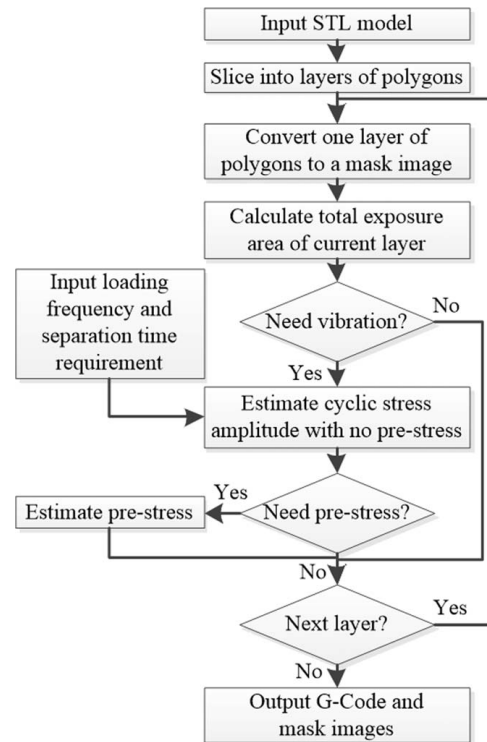 Input STL model
Slice into layers of polygons
Convert one layer of
polygons to a mask image
Calculate total exposure
area of current layer
Input loading
frequency and
separation time
requirement
Need vibration?
No
Yes
Estimate cyclic stress
amplitude with no pre-stress
Need pre-stress?
Yes
Estimate pre-stress
No
Next layer?
Yes
No
Output G-Code and
mask images